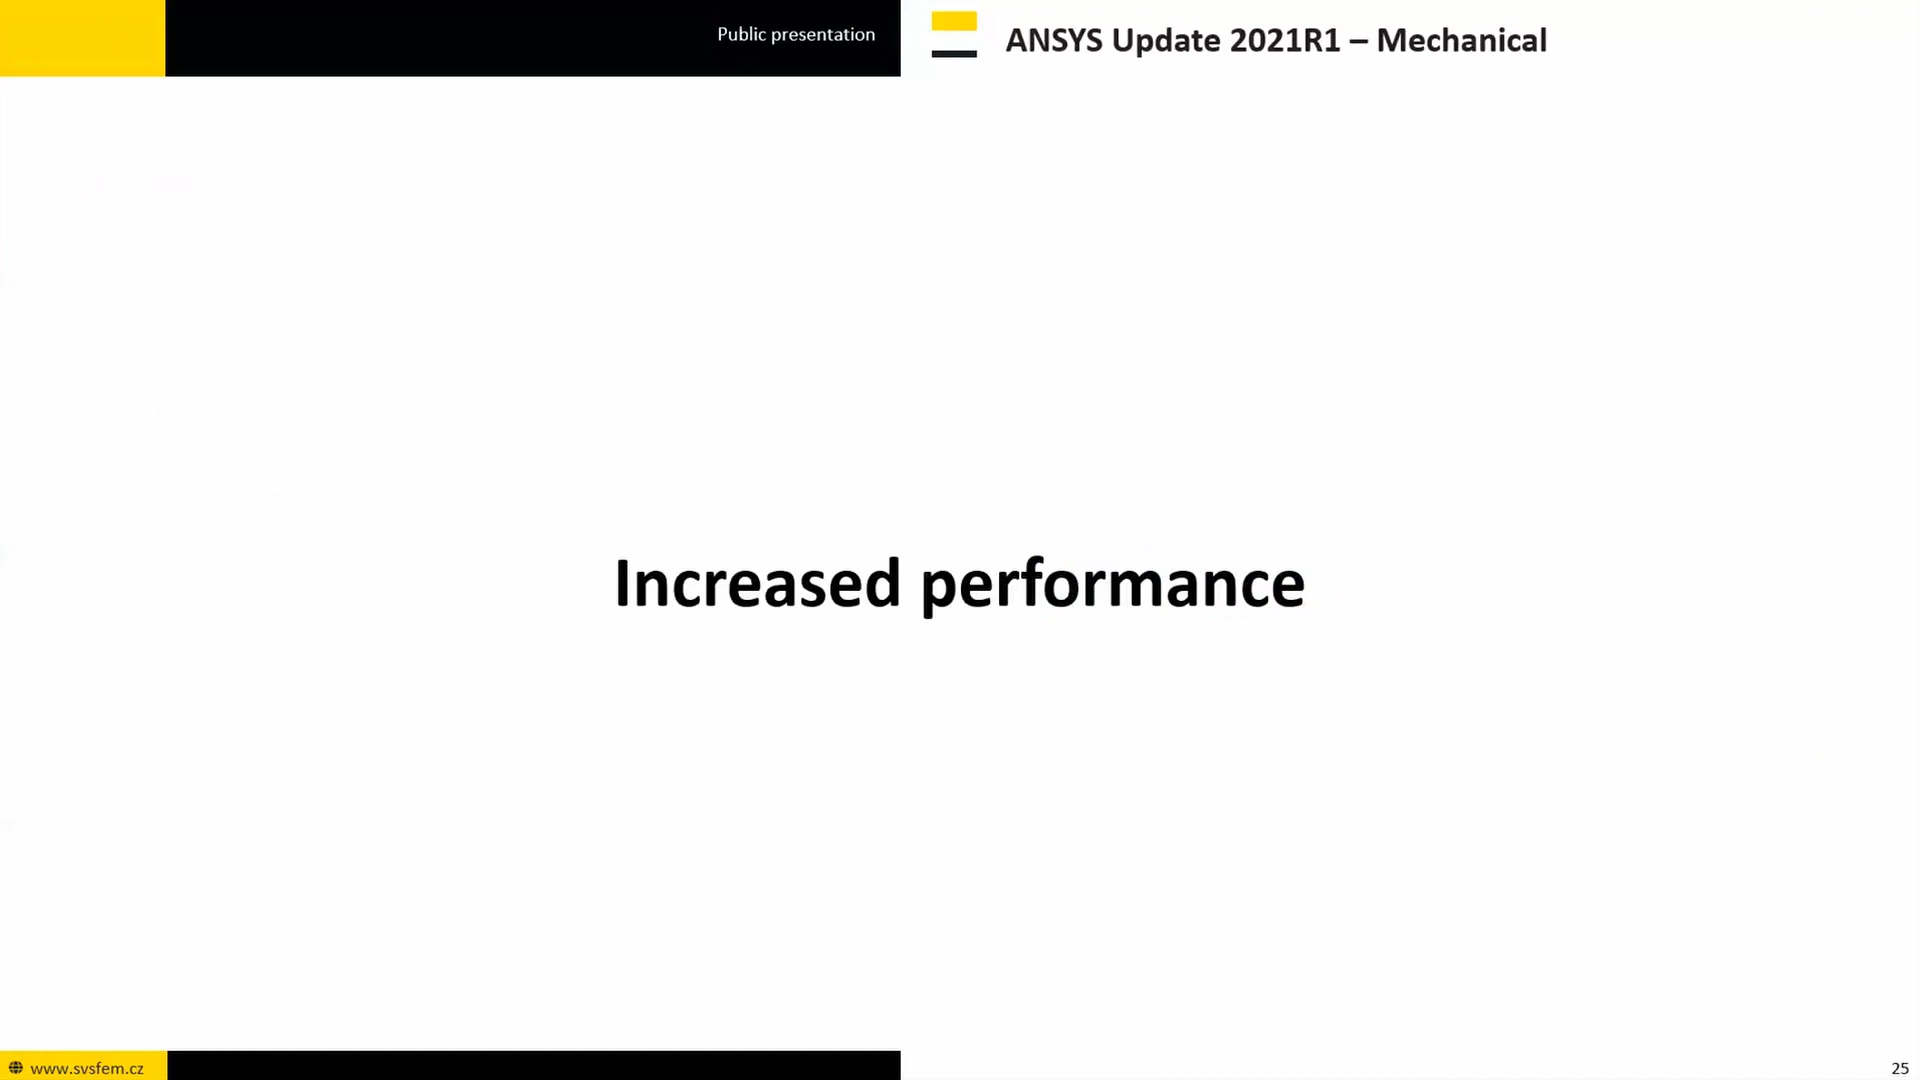 Public presentation
ANSYS Update 2021R1 – Mechanical
Increased performance
www.svsfem.cz
25